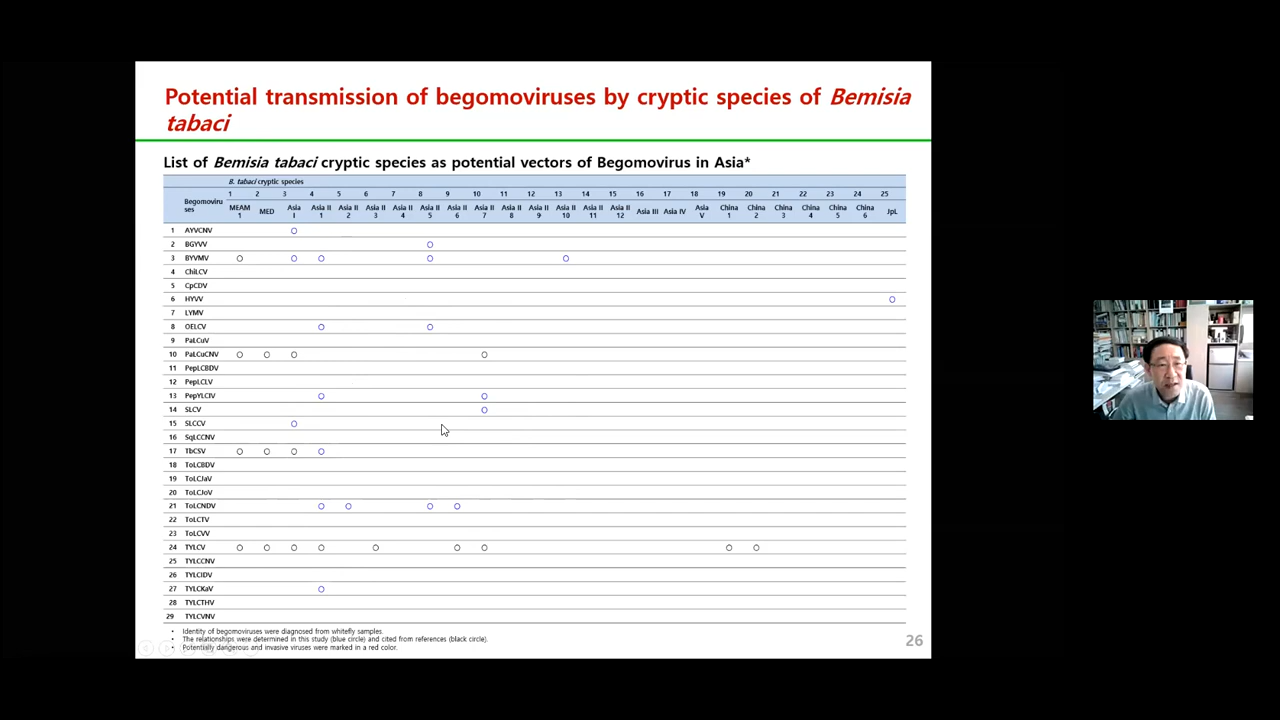 Potential transmission of begomoviruses by cryptic species of Bemisia
tabaci
List of Bemisia tabaci cryptic species as potential vectors of Begomovirus in Asia*
B. tabaci cryptic species
1 2 3 4 5 6 7 8 9 10 11 12 13 14 15 16 17 18 19 20 21 22 23 24 25
Begomoviru
ses
MEAM
1
MED
Asia
I
Asia II
1
Asia II
2
Asia II
3
Asia II
4
Asia II
5
Asia II
6
Asia II
7
Asia II
8
Asia II
9
Asia II
10
Asia II
11
Asia II
12
Asia III
Asia IV
Asia
V
China
1
China
2
China
3
China
4
China
5
China
6
JpL
1 AYVCNV
2 BGYVV
3 BYVMV
4 ChiLCV
5 CpCDV
6 HYVV
7 LYMV
8 OELCV
9 PaLCuV
10 PaLCuCNV
11 PepLCBDV
12 PepLCLV
13 PepYLCIV
14 SLCV
15 SLCCV
16 SqLCCNV
17 TbCSV
18 ToLCBDV
19 ToLCJaV
20 ToLCJoV
21 ToLCNDV
22 ToLCTV
23 ToLCVV
24 TYLCV
25 TYLCCNV
26 TYLCIDV
27 TYLCKaV
28 TYLCTHV
29 TYLCVNV
• Identity of begomoviruses were diagnosed from whitefly samples.
• The relationships were determined in this study (blue circle) and cited from references (black circle).
• Potentially dangerous and invasive viruses were marked in a red color.
26